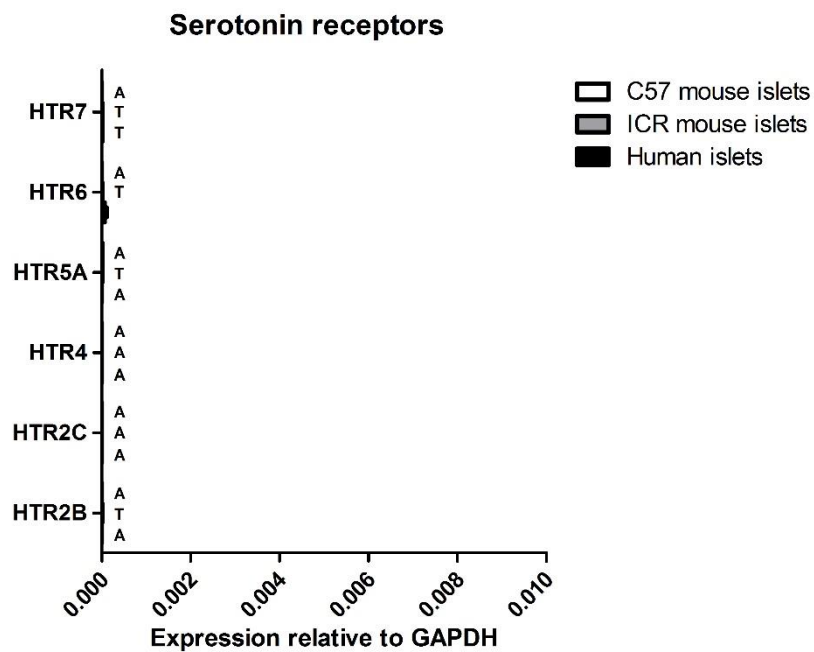 Serotonin receptors
C57 mouse islets
ICR mouse islets
Human islets
HTR7
A
T
T
HTR6
A
T
HTR5A
A
T
A
HTR4
A
A
A
HTR2C
A
A
A
HTR2B
A
T
A
0.000 0.002 0.004 0.006 0.008 0.010
Expression relative to GAPDH